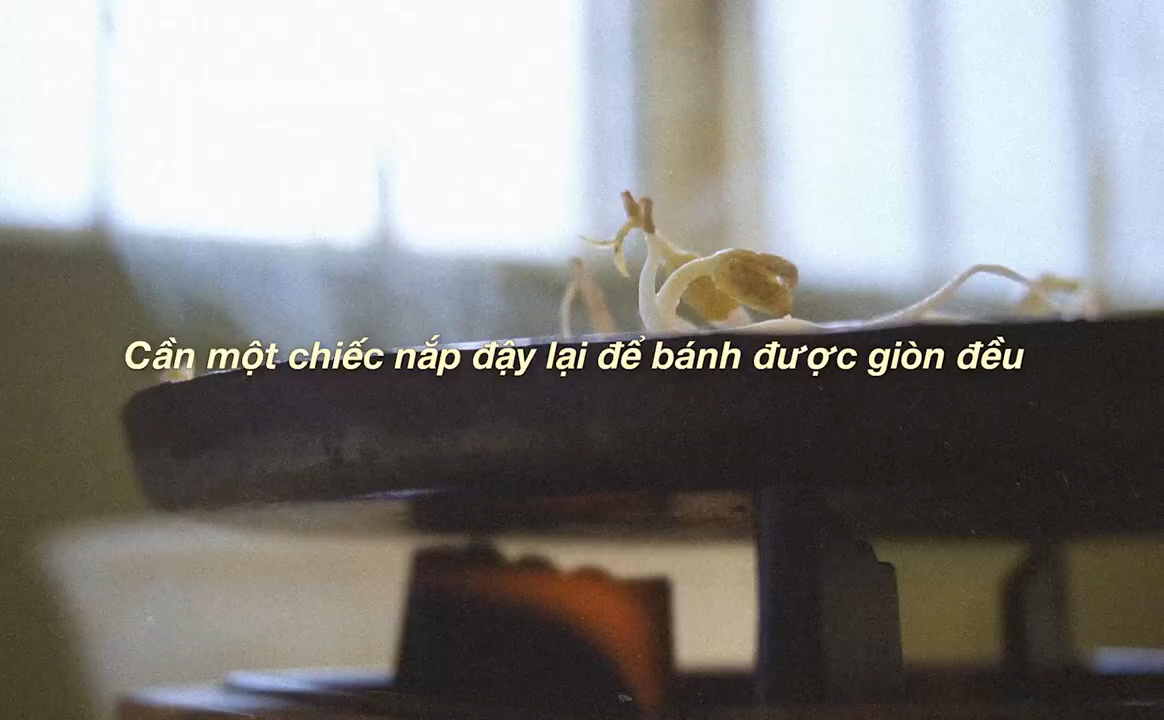 Cần một chiếc nắp đậy lại để bánh được giòn đều